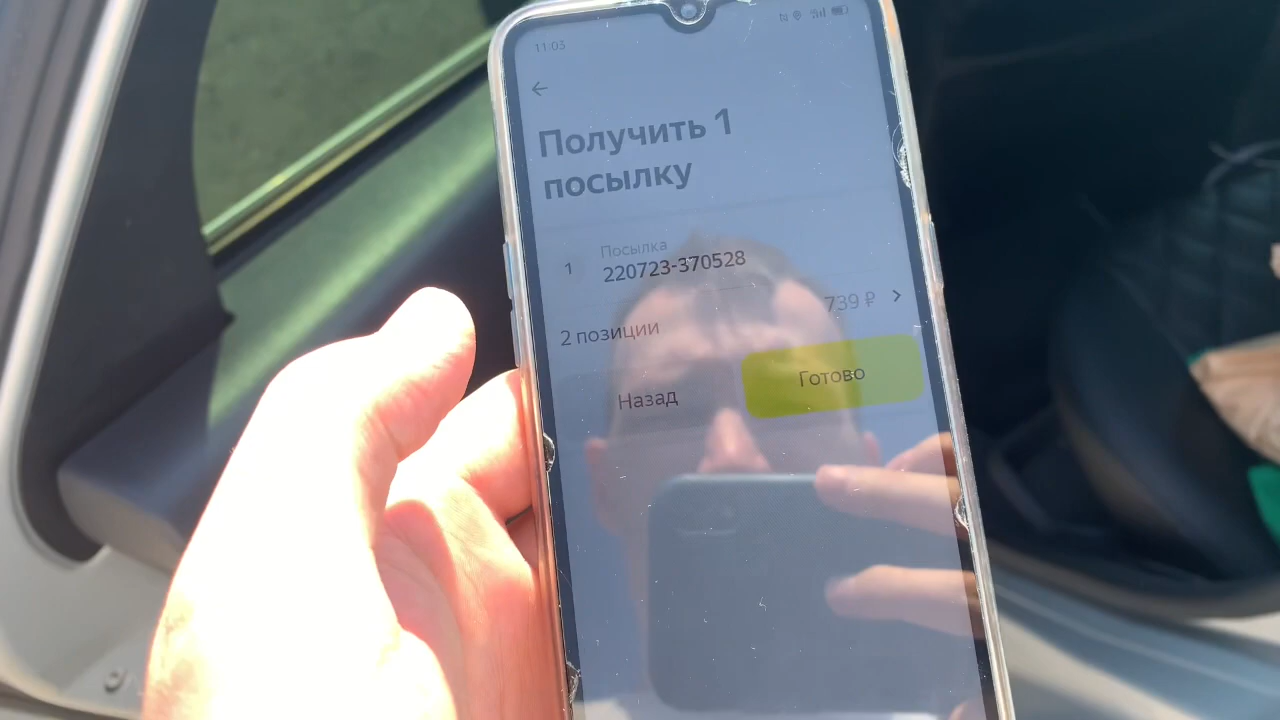 11:03
Получить 1
посылку
1
Посылка
220723-370528
2 позиции
739 ₽
Назад
Готово